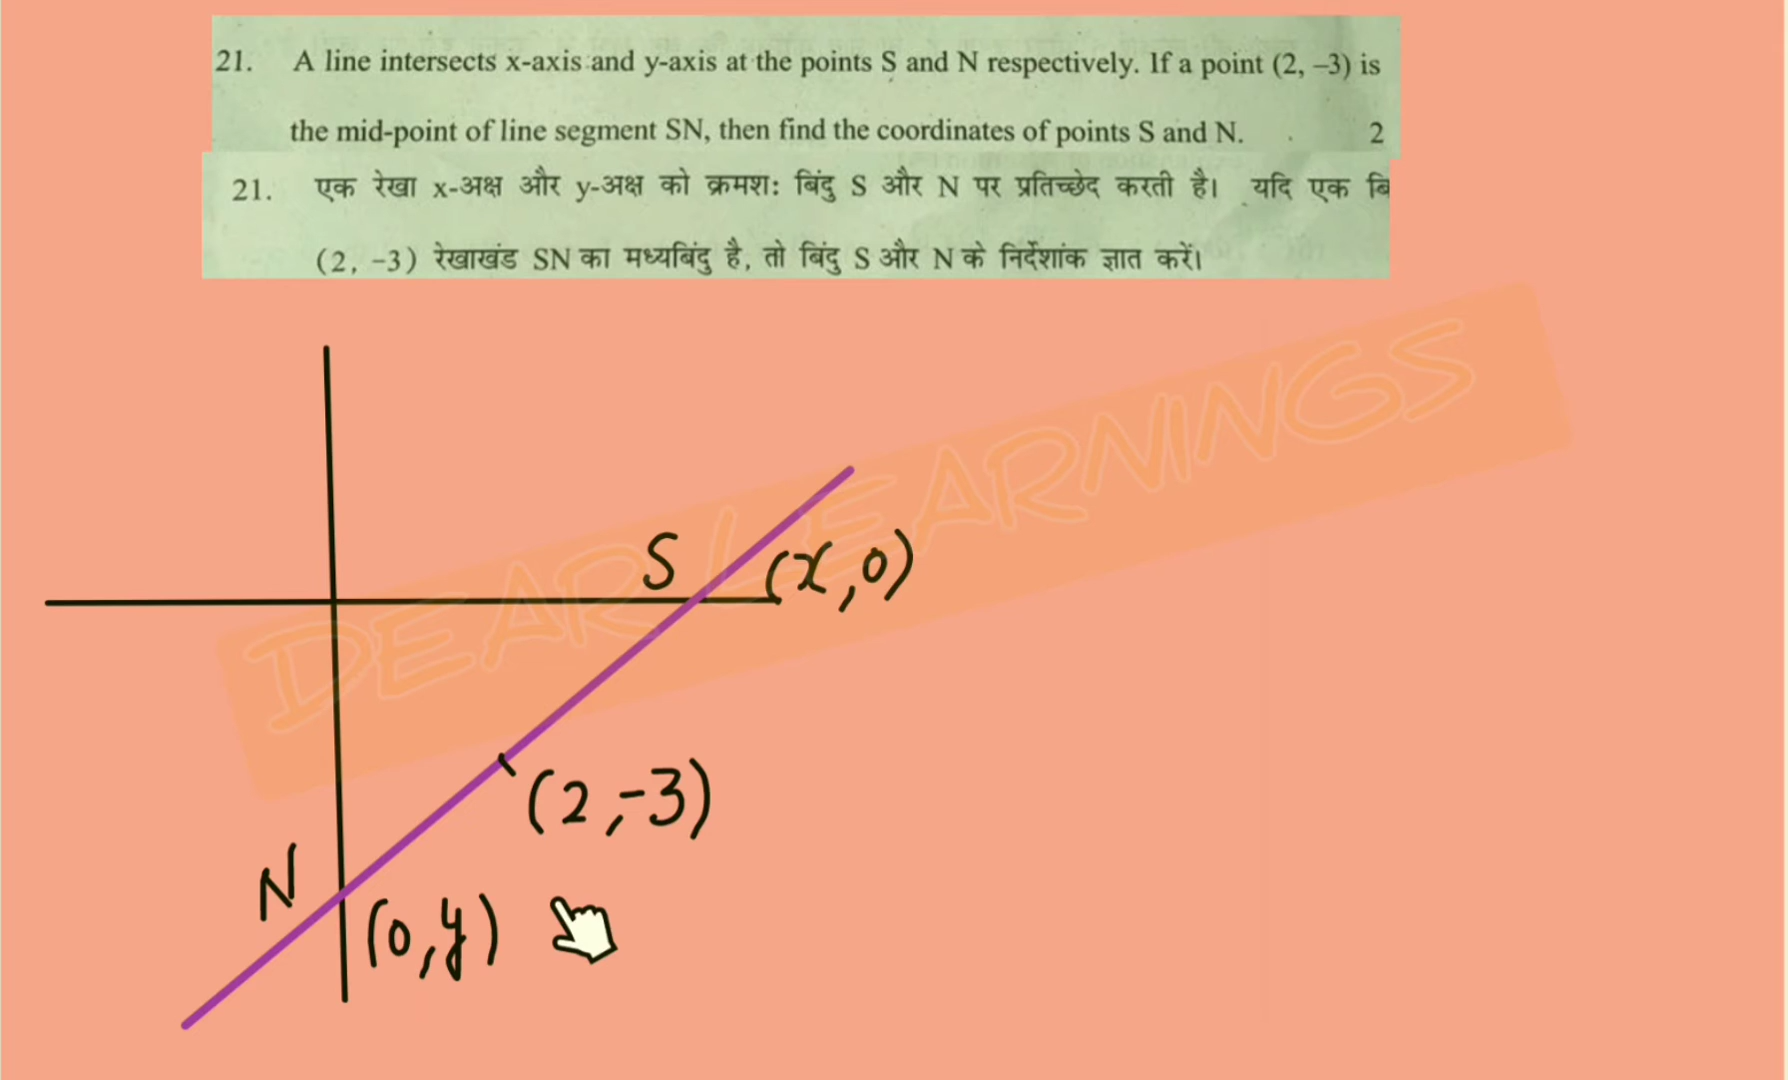 21. A line intersects x-axis and y-axis at the points S and N respectively. If a point (2, –3) is
the mid-point of line segment SN, then find the coordinates of points S and N. 2
21. एक रेखा x-अक्ष और y-अक्ष को क्रमश: बिंदु S और N पर प्रतिच्छेद करती है। यदि एक बि
(2, –3) रेखाखंड SN का मध्यबिंदु है, तो बिंदु S और N के निर्देशांक ज्ञात करें।
DEAR LEARNINGS
S (x,0)
(2,-3)
N
(0,y)